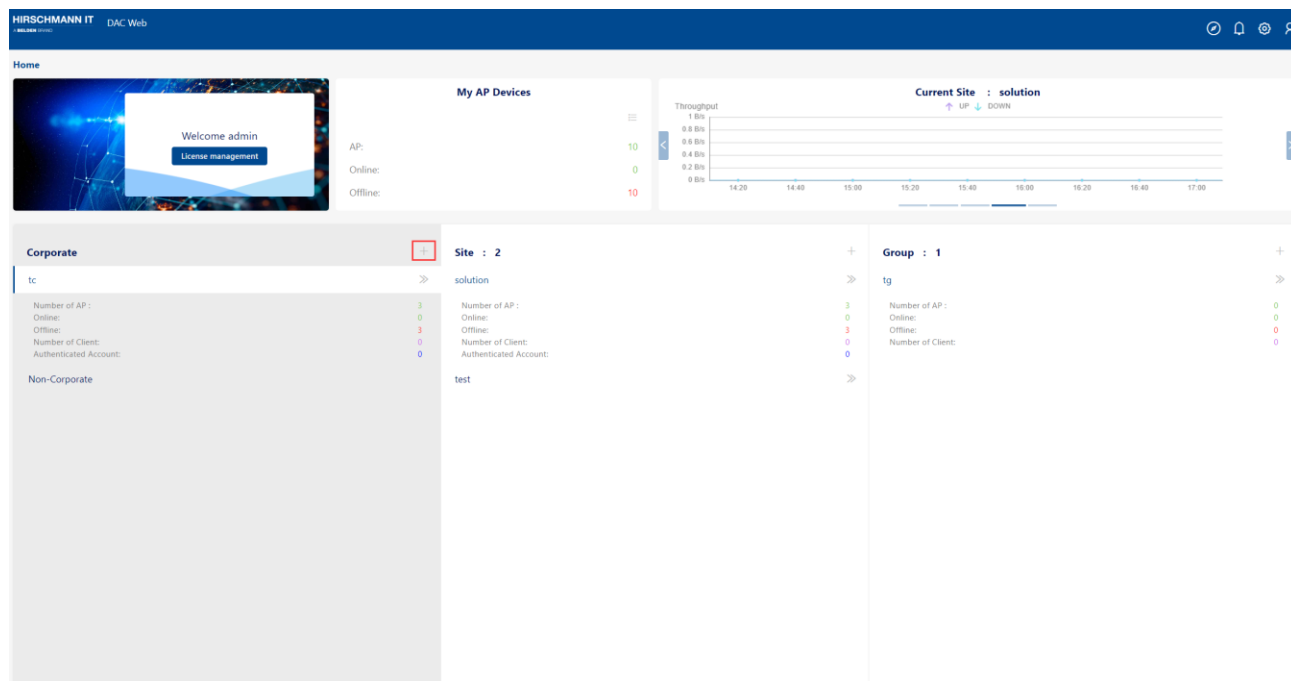 HIRSCHMANN IT
A BELDEN BRAND
DAC Web
Home
Welcome admin
License management
My AP Devices
AP: 10
Online: 0
Offline: 10
Current Site : solution
UP DOWN
Throughput
1 B/s
0.8 B/s
0.6 B/s
0.4 B/s
0.2 B/s
0 B/s
14:20 14:40 15:00 15:20 15:40 16:00 16:20 16:40 17:00
Corporate
tc
Number of AP : 3
Online: 0
Offline: 3
Number of Client: 0
Authenticated Account: 0
Non-Corporate
Site : 2
solution
Number of AP : 3
Online: 0
Offline: 3
Number of Client: 0
Authenticated Account: 0
test
Group : 1
tg
Number of AP : 0
Online: 0
Offline: 0
Number of Client: 0